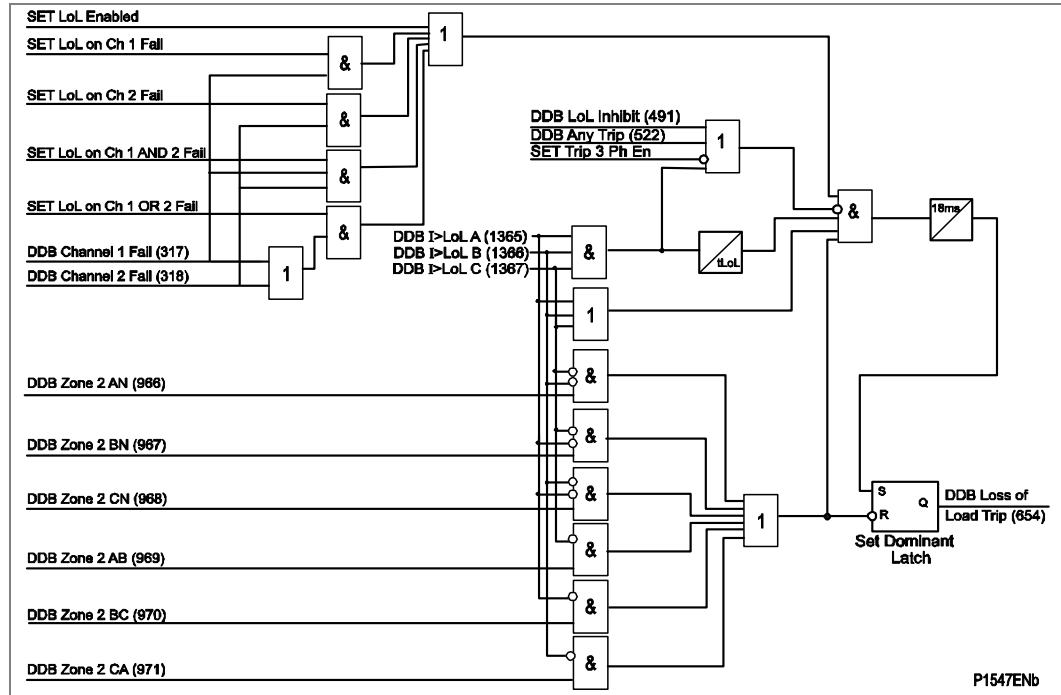 SET LoL Enabled
1
SET LoL on Ch 1 Fail
&
SET LoL on Ch 2 Fail
&
SET LoL on Ch 1 AND 2 Fail
&
SET LoL on Ch 1 OR 2 Fail
&
DDB Channel 1 Fail (317)
DDB Channel 2 Fail (318)
1
DDB LoL Inhibit (491)
DDB Any Trip (522)
SET Trip 3 Ph En
1
&
18ms
DDB I>LoL A (1365)
DDB I>LoL B (1366)
DDB I>LoL C (1367)
&
tLoL
1
DDB Zone 2 AN (966)
&
DDB Zone 2 BN (967)
&
DDB Zone 2 CN (968)
&
DDB Zone 2 AB (969)
&
DDB Zone 2 BC (970)
&
DDB Zone 2 CA (971)
&
1
S
Q
R
DDB Loss of
Load Trip (654)
Set Dominant
Latch
P1547ENb